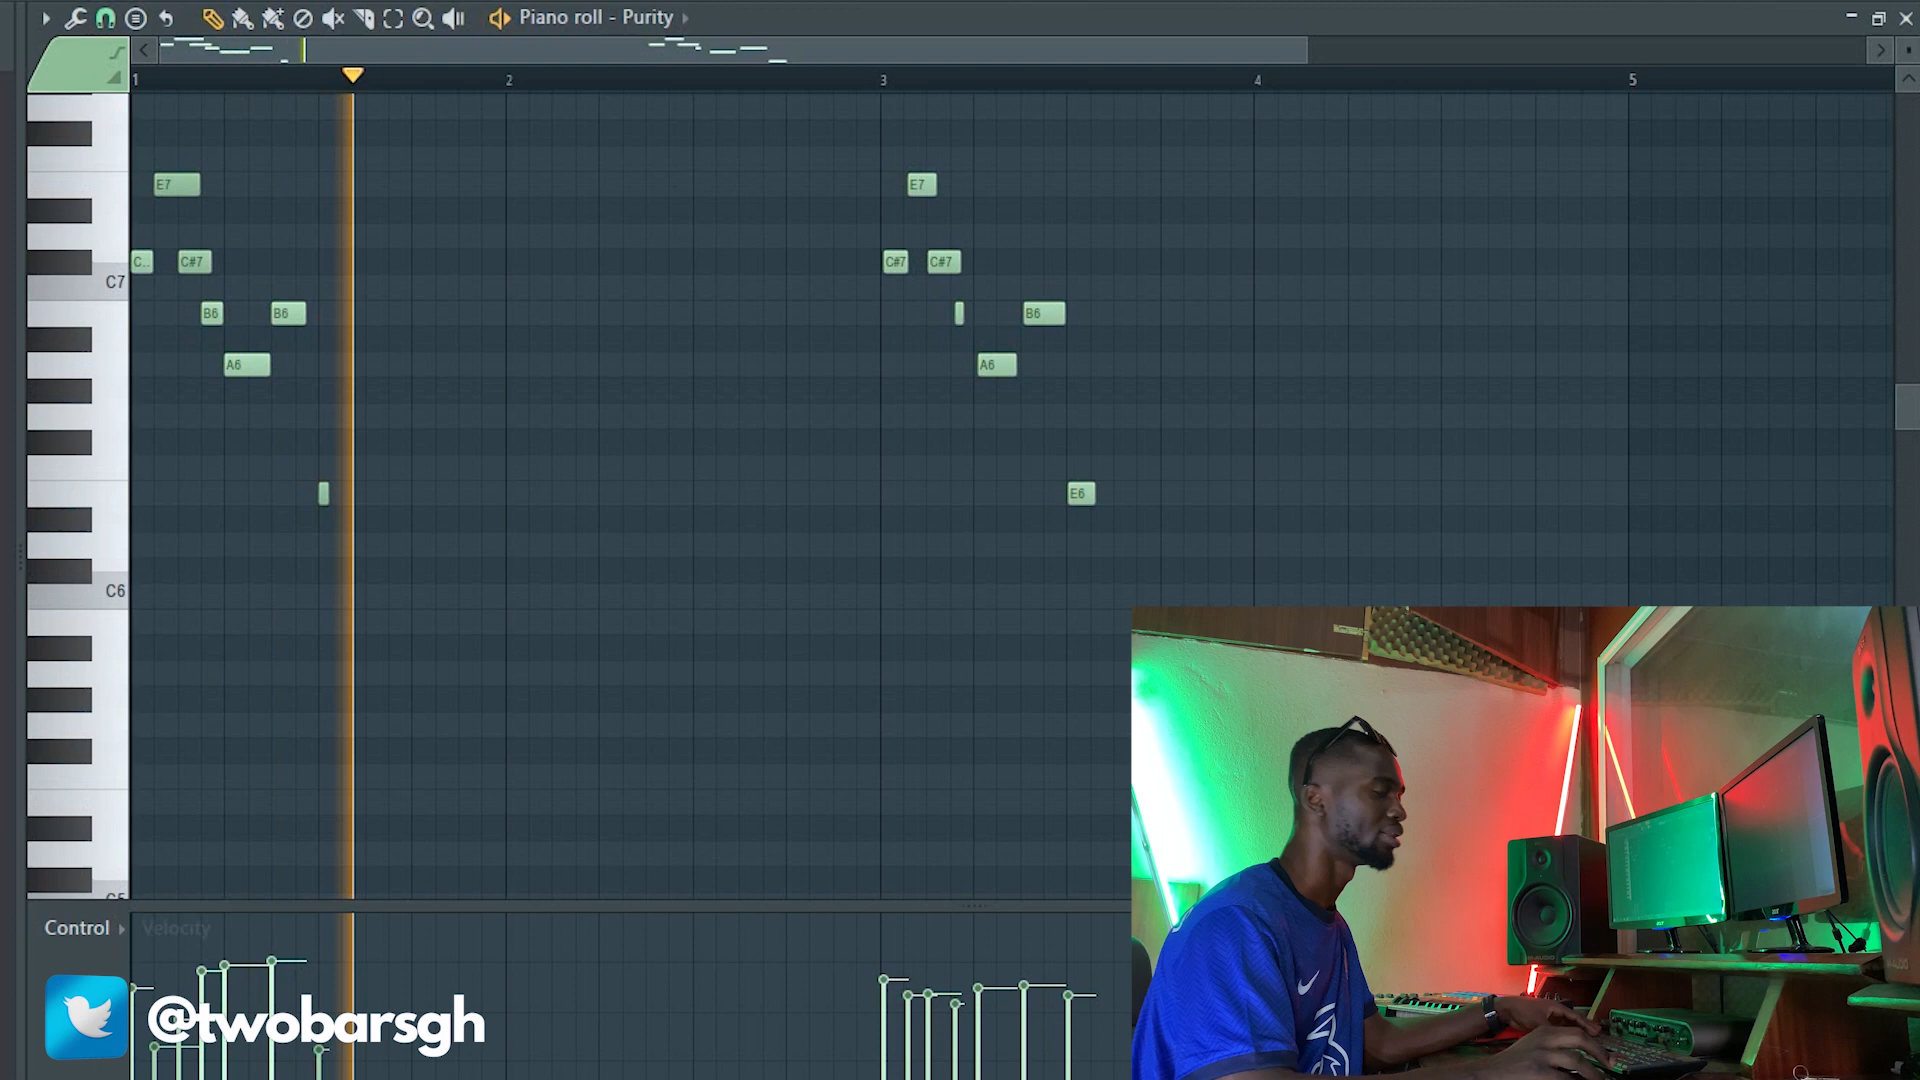 Piano roll - Purity
1 2 3 4 5
E7 E7
C.. C#7 C#7 C#7
C7
B6 B6 B6
A6 A6
E6
C6
C5
Control Velocity
@twobarsgh